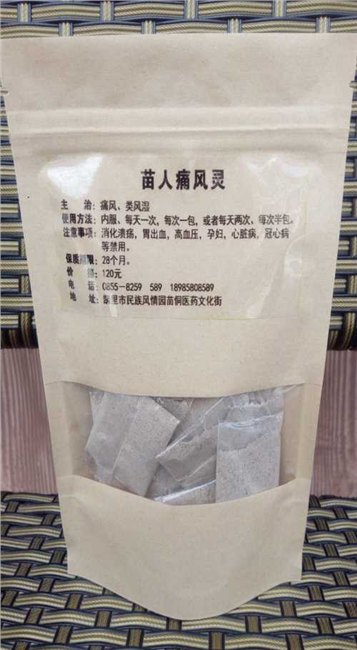 苗人痛风灵
主　　治：痛风、类风湿
使用方法：内服、每天一次，每次一包，或者每天两次、每次半包。
注意事项：消化溃疡，胃出血，高血压，孕妇，心脏病，冠心病
等禁用。
保质期限：28个月。
价　　格：120元
电　　话：0855-8259　589　18985808589
地　　址：凯里市民族风情园苗侗医药文化街